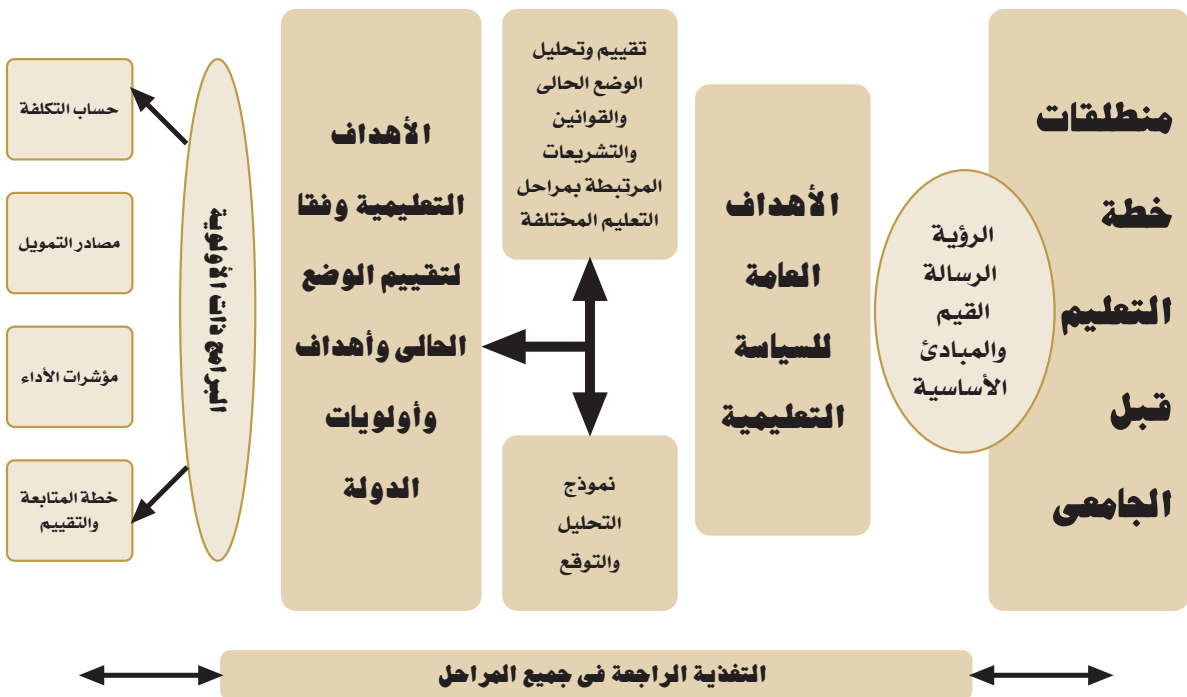 منطلقات
خطة
التعليم
قبل
الجامعى
الرؤية
الرسالة
القيم
والمبادئ
الأساسية
الأهداف
العامة
للسياسة
التعليمية
تقييم وتحليل
الوضع الحالى
والقوانين
والتشريعات
المرتبطة بمراحل
التعليم المختلفة
نموذج
التحليل
والتوقع
الأهداف
التعليمية وفقا
لتقييم الوضع
الحالى وأهداف
وأولويات
الدولة
البرامج ذات الأولوية
حساب التكلفة
مصادر التمويل
مؤشرات الأداء
خطة المتابعة
والتقييم
التغذية الراجعة فى جميع المراحل